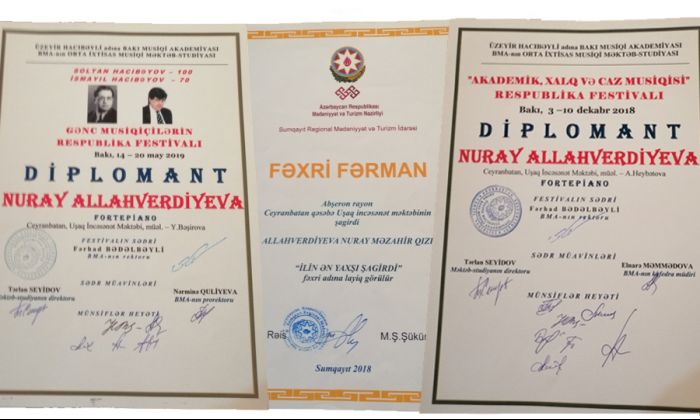 ÜZEYİR HACIBƏYLİ adına BAKI MUSİQİ AKADEMİYASI
BMA-nın ORTA İXTİSAS MUSİQİ MƏKTƏB-STUDİYASI
SOLTAN HACIBƏYOV - 100
İSMAYIL HACIBƏYOV - 70
GƏNC MUSİQİÇİLƏRİN
RESPUBLİKA FESTİVALI
Bakı, 14 – 20 may 2019
DİPLOMANT
NURAY ALLAHVERDİYEVA
FORTEPİANO
Ceyranbatan, Uşaq İncəsənət Məktəbi, müəl. – Y.Bəşirova
FESTİVALIN SƏDRİ
Fərhad BƏDƏLBƏYLİ
BMA-nın rektoru
SƏDR MÜAVİNLƏRİ
Tərlan SEYİDOV
Məktəb-studiyanın direktoru
Nərminə QULİYEVA
BMA-nın prorektoru
MÜNSİFLƏR HEYƏTİ
Azərbaycan Respublikası
Mədəniyyət və Turizm Nazirliyi
Sumqayıt Regional Mədəniyyət və Turizm İdarəsi
FƏXRİ FƏRMAN
Abşeron rayon
Ceyranbatan qəsəbə Uşaq incəsənət məktəbinin
şagirdi
ALLAHVERDİYEVA NURAY MƏZAHİR QIZI
“İLİN ƏN YAXŞI ŞAGİRDİ”
fəxri adına layiq görülür
Rəis
M.Ş.Şükür
Sumqayıt 2018
ÜZEYİR HACIBƏYLİ adına BAKI MUSİQİ AKADEMİYASI
BMA-nın ORTA İXTİSAS MUSİQİ MƏKTƏB-STUDİYASI
"AKADEMİK, XALQ VƏ CAZ MUSİQİSİ"
RESPUBLİKA FESTİVALI
Bakı, 3 –10 dekabr 2018
DİPLOMANT
NURAY ALLAHVERDİYEVA
FORTEPİANO
Ceyranbatan, Uşaq İncəsənət Məktəbi, müəl. – A.Heybətova
FESTİVALIN SƏDRİ
Fərhad BƏDƏLBƏYLİ
BMA-nın rektoru
SƏDR MÜAVİNLƏRİ
Tərlan SEYİDOV
Məktəb-studiyanın direktoru
Elnarə MƏMMƏDOVA
BMA-nın kafedra müdiri
MÜNSİFLƏR HEYƏTİ